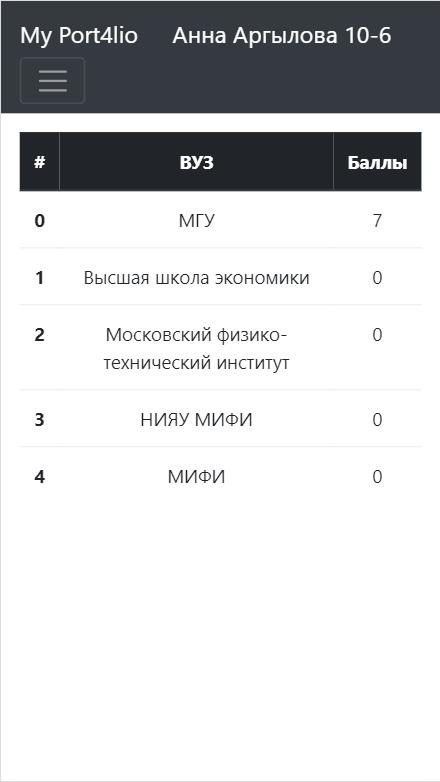 My Port4lio Анна Аргылова 10-6
# ВУЗ Баллы
0 МГУ 7
1 Высшая школа экономики 0
2 Московский физико- 0
технический институт
3 НИЯУ МИФИ 0
4 МИФИ 0